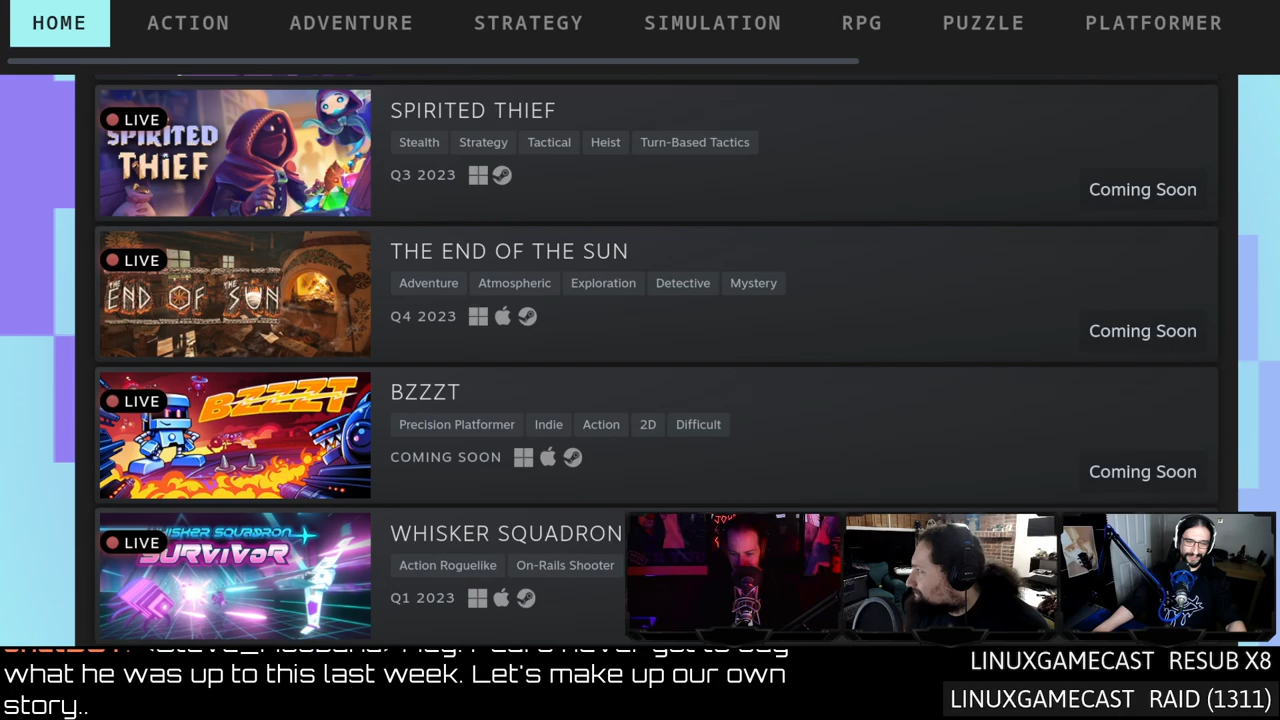 HOME ACTION ADVENTURE STRATEGY SIMULATION RPG PUZZLE PLATFORMER
LIVE
SPIRITED THIEF
SPIRITED THIEF
Stealth Strategy Tactical Heist Turn-Based Tactics
Q3 2023
Coming Soon
LIVE
THE END OF THE SUN
THE END OF THE SUN
Adventure Atmospheric Exploration Detective Mystery
Q4 2023
Coming Soon
LIVE
BZZZT
BZZZT
Precision Platformer Indie Action 2D Difficult
COMING SOON
Coming Soon
LIVE
WHISKER SQUADRON
SURVIVOR
WHISKER SQUADRON
Action Roguelike On-Rails Shooter
Q1 2023
what he was up to this last week. Let's make up our own
story..
LINUXGAMECAST RESUB X8
LINUXGAMECAST RAID (1311)